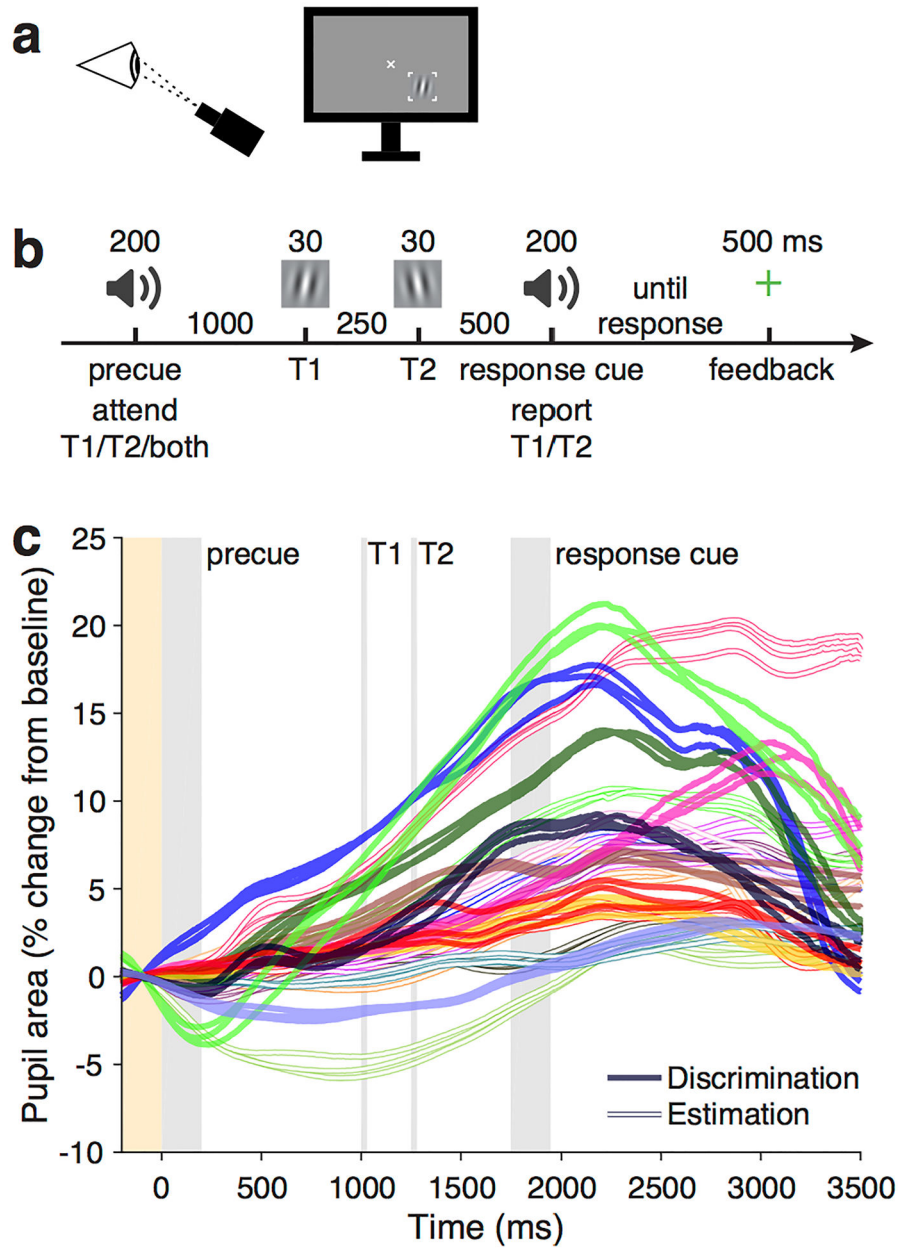 a
b
200 30 30 200 500 ms
1000 250 500 until
response
precue T1 T2 response cue feedback
attend report
T1/T2/both T1/T2
c
precue T1 T2 response cue
Pupil area (% change from baseline)
25
20
15
10
5
0
-5
-10
Discrimination
Estimation
0 500 1000 1500 2000 2500 3000 3500
Time (ms)